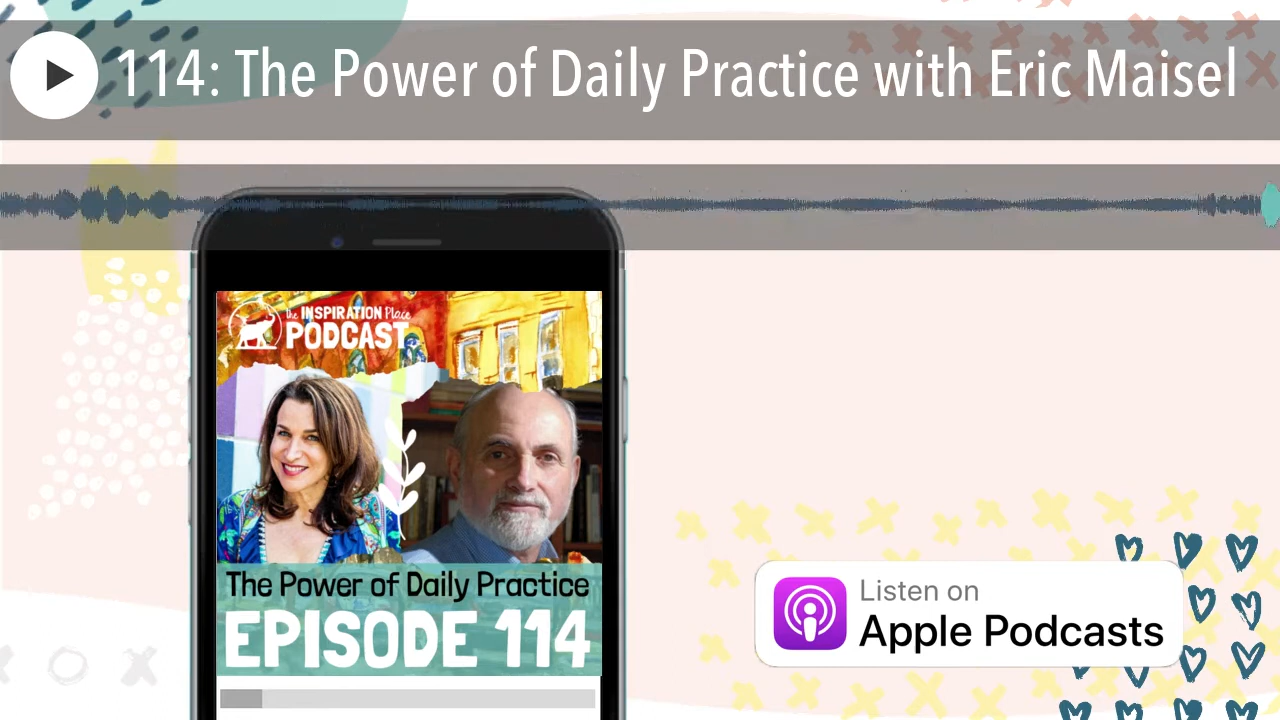 114: The Power of Daily Practice with Eric Maisel
the INSPIRATION Place
PODCAST
The Power of Daily Practice
EPISODE 114
Listen on
Apple Podcasts